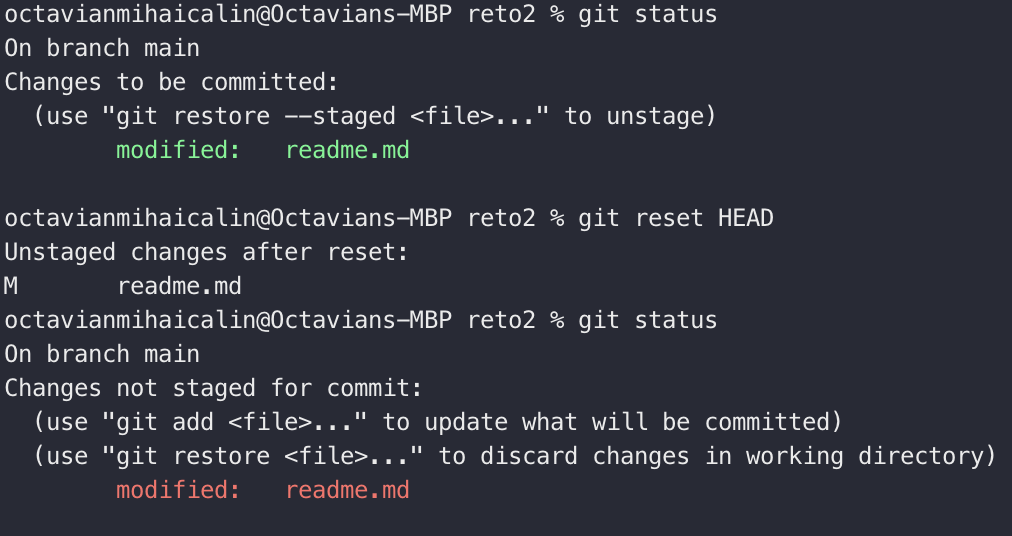 octavianmihaicalin@Octavians-MBP reto2 % git status
On branch main
Changes to be committed:
  (use "git restore --staged <file>..." to unstage)
        modified:   readme.md

octavianmihaicalin@Octavians-MBP reto2 % git reset HEAD
Unstaged changes after reset:
M       readme.md
octavianmihaicalin@Octavians-MBP reto2 % git status
On branch main
Changes not staged for commit:
  (use "git add <file>..." to update what will be committed)
  (use "git restore <file>..." to discard changes in working directory)
        modified:   readme.md